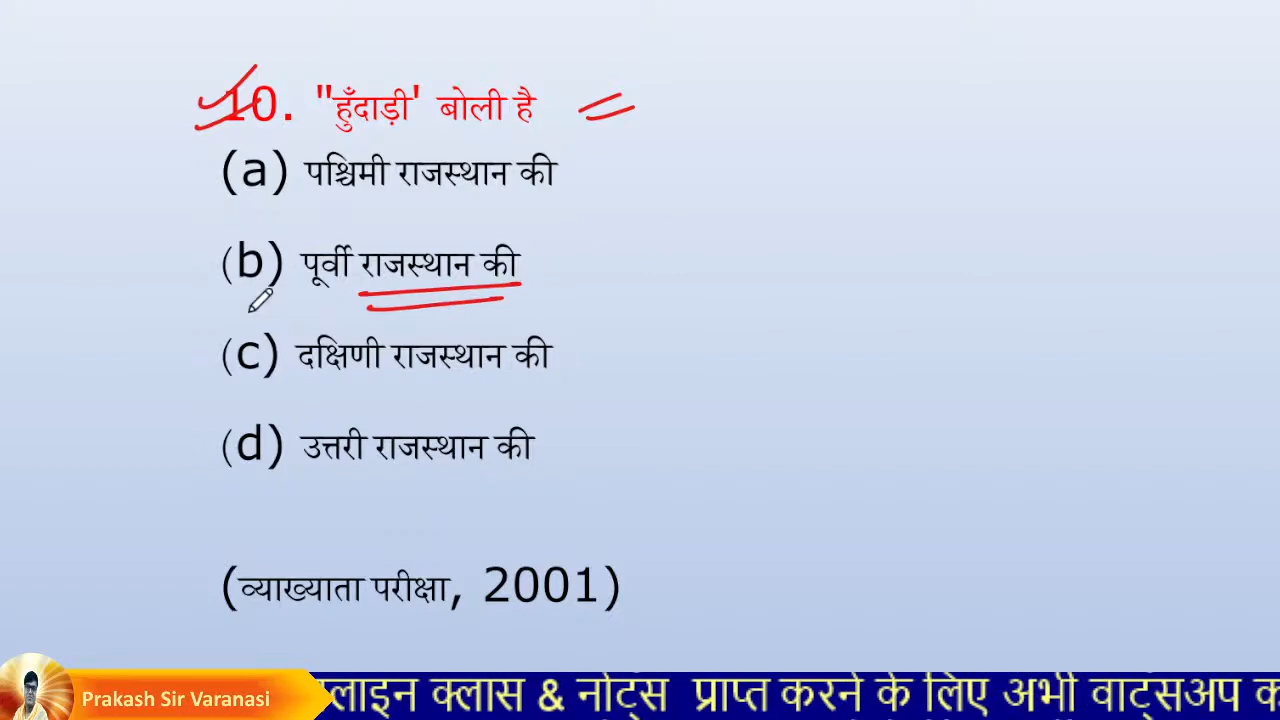 10. "हुँदाड़ी' बोली है
(a) पश्चिमी राजस्थान की
(b) पूर्वी राजस्थान की
(c) दक्षिणी राजस्थान की
(d) उत्तरी राजस्थान की
(व्याख्याता परीक्षा, 2001)
Prakash Sir Varanasi
लाइन क्लास & नोट्स प्राप्त करने के लिए अभी वाट्सअप क